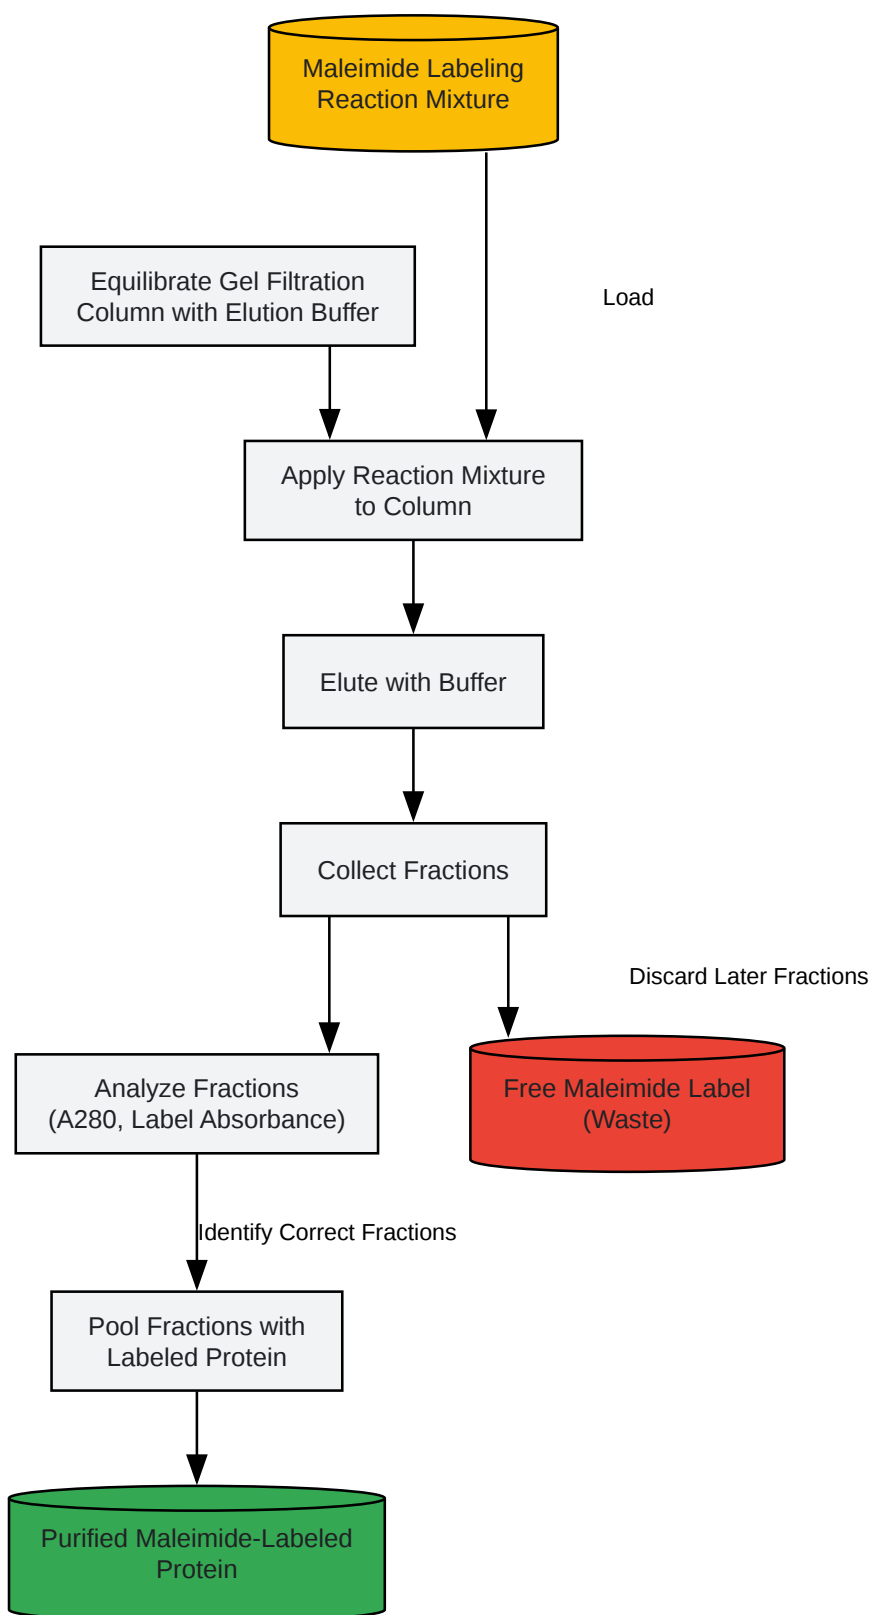 Maleimide Labeling
Reaction Mixture
Equilibrate Gel Filtration
Column with Elution Buffer
Load
Apply Reaction Mixture
to Column
Elute with Buffer
Collect Fractions
Discard Later Fractions
Analyze Fractions
(A280, Label Absorbance)
Free Maleimide Label
(Waste)
Identify Correct Fractions
Pool Fractions with
Labeled Protein
Purified Maleimide-Labeled
Protein